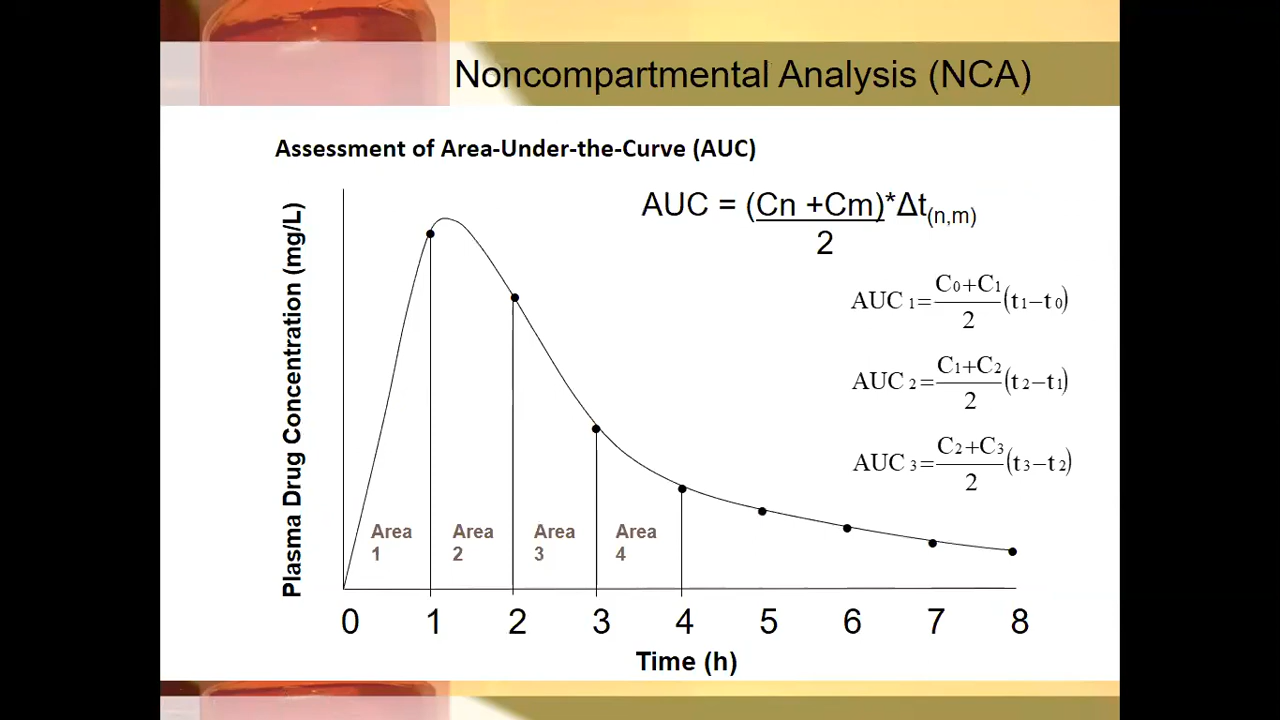 Noncompartmental Analysis (NCA)
Assessment of Area-Under-the-Curve (AUC)
AUC = (Cn +Cm)*Δt(n,m)
2
AUC 1 = C0+C1 (t1−t0)
2
AUC 2 = C1+C2 (t2−t1)
2
AUC 3 = C2+C3 (t3−t2)
2
Plasma Drug Concentration (mg/L)
Area Area Area Area
1 2 3 4
0 1 2 3 4 5 6 7 8
Time (h)